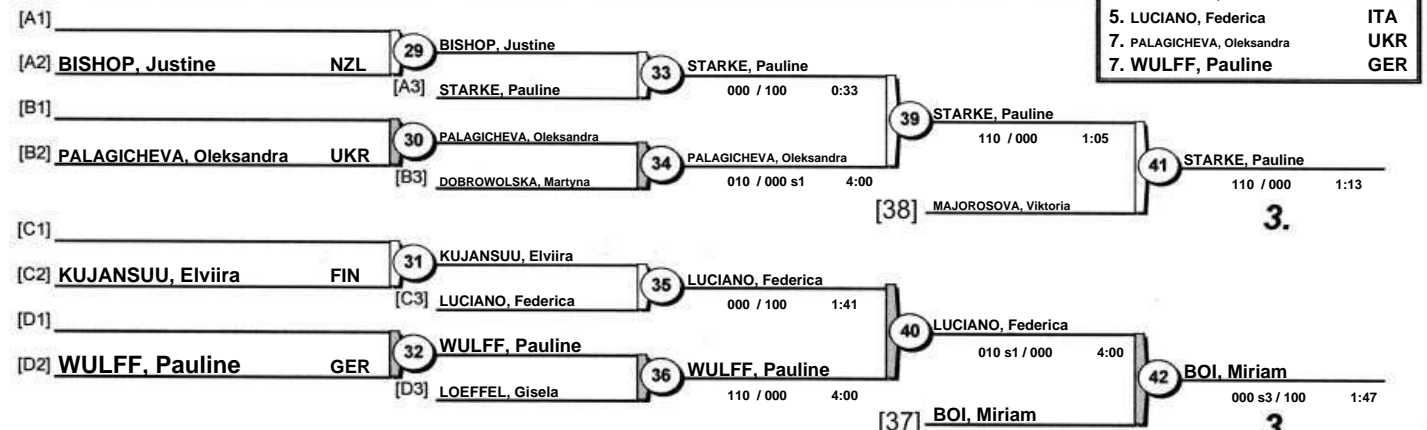 5. LUCIANO, Federica ITA
7. PALAGICHEVA, Oleksandra UKR
7. WULFF, Pauline GER
[A1]
[A2] BISHOP, Justine NZL
29
BISHOP, Justine
[A3] STARKE, Pauline
33
STARKE, Pauline
000 / 100 0:33
[B1]
[B2] PALAGICHEVA, Oleksandra UKR
30
PALAGICHEVA, Oleksandra
[B3] DOBROWOLSKA, Martyna
34
PALAGICHEVA, Oleksandra
010 / 000 s1 4:00
39
STARKE, Pauline
110 / 000 1:05
[38] MAJOROSOVA, Viktoria
41
STARKE, Pauline
110 / 000 1:13
3.
[C1]
[C2] KUJANSUU, Elviira FIN
31
KUJANSUU, Elviira
[C3] LUCIANO, Federica
35
LUCIANO, Federica
000 / 100 1:41
[D1]
[D2] WULFF, Pauline GER
32
WULFF, Pauline
[D3] LOEFFEL, Gisela
36
WULFF, Pauline
110 / 000 4:00
40
LUCIANO, Federica
010 s1 / 000 4:00
[37] BOI, Miriam
42
BOI, Miriam
000 s3 / 100 1:47
3